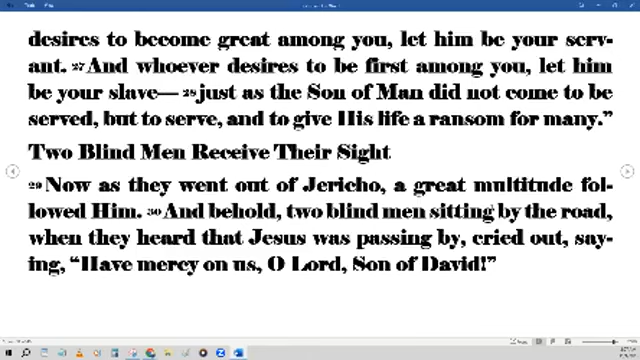 desires to become great among you, let him be your serv-
ant. 27 And whoever desires to be first among you, let him
be your slave— 28 just as the Son of Man did not come to be
served, but to serve, and to give His life a ransom for many.”
Two Blind Men Receive Their Sight
29 Now as they went out of Jericho, a great multitude fol-
lowed Him. 30 And behold, two blind men sitting by the road,
when they heard that Jesus was passing by, cried out, say-
ing, “Have mercy on us, O Lord, Son of David!”